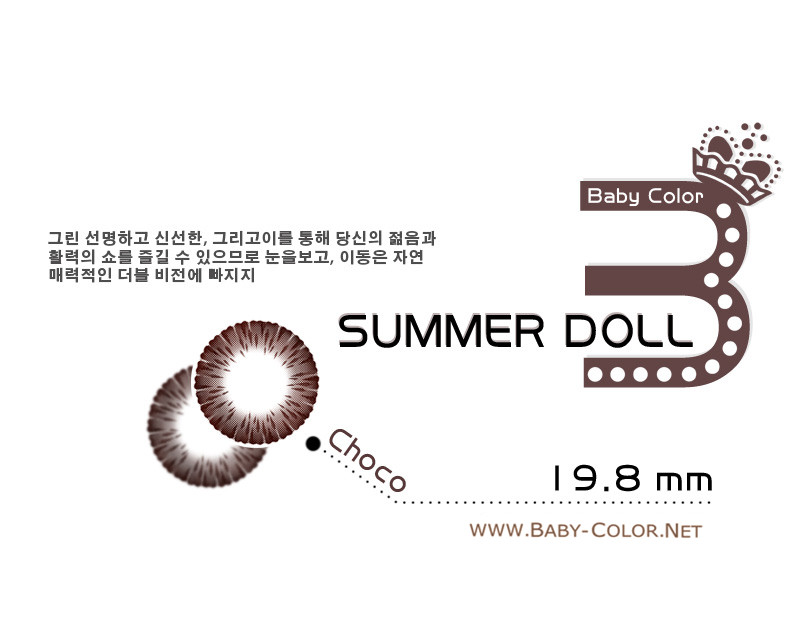 Baby Color
3
그린 선명하고 신선한, 그리고이를 통해 당신의 젊음과
활력의 쇼를 즐길 수 있으므로 눈을보고, 이동은 자연
매력적인 더블 비전에 빠지지
SUMMER DOLL
Choco
19.8 mm
WWW.BABY-COLOR.NET